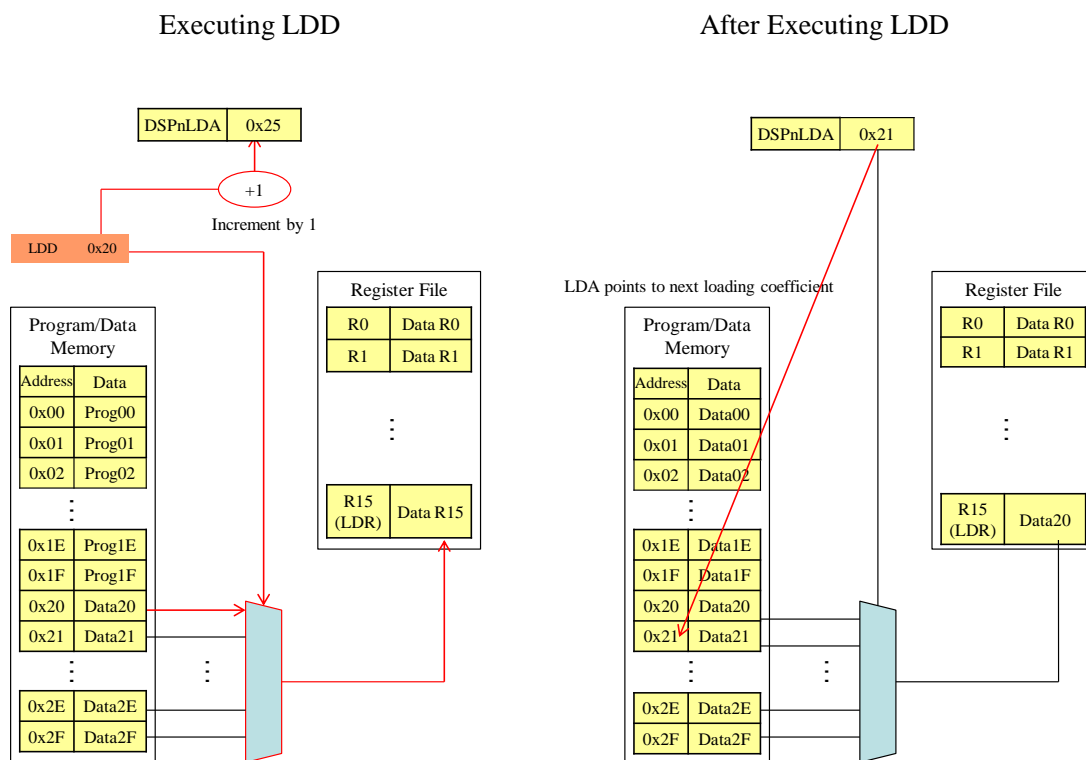 Executing LDD
DSPnLDA 0x25
+1
Increment by 1
LDD 0x20
Register File
R0 Data R0
R1 Data R1
⋮
R15
(LDR) Data R15
Program/Data
Memory
Address Data
0x00 Prog00
0x01 Prog01
0x02 Prog02
⋮
0x1E Prog1E
0x1F Prog1F
0x20 Data20
0x21 Data21
⋮ ⋮
0x2E Data2E
0x2F Data2F
After Executing LDD
DSPnLDA 0x21
LDA points to next loading coefficient
Register File
R0 Data R0
R1 Data R1
⋮
R15
(LDR) Data20
Program/Data
Memory
Address Data
0x00 Data00
0x01 Data01
0x02 Data02
⋮
0x1E Data1E
0x1F Data1F
0x20 Data20
0x21 Data21
⋮ ⋮
0x2E Data2E
0x2F Data2F